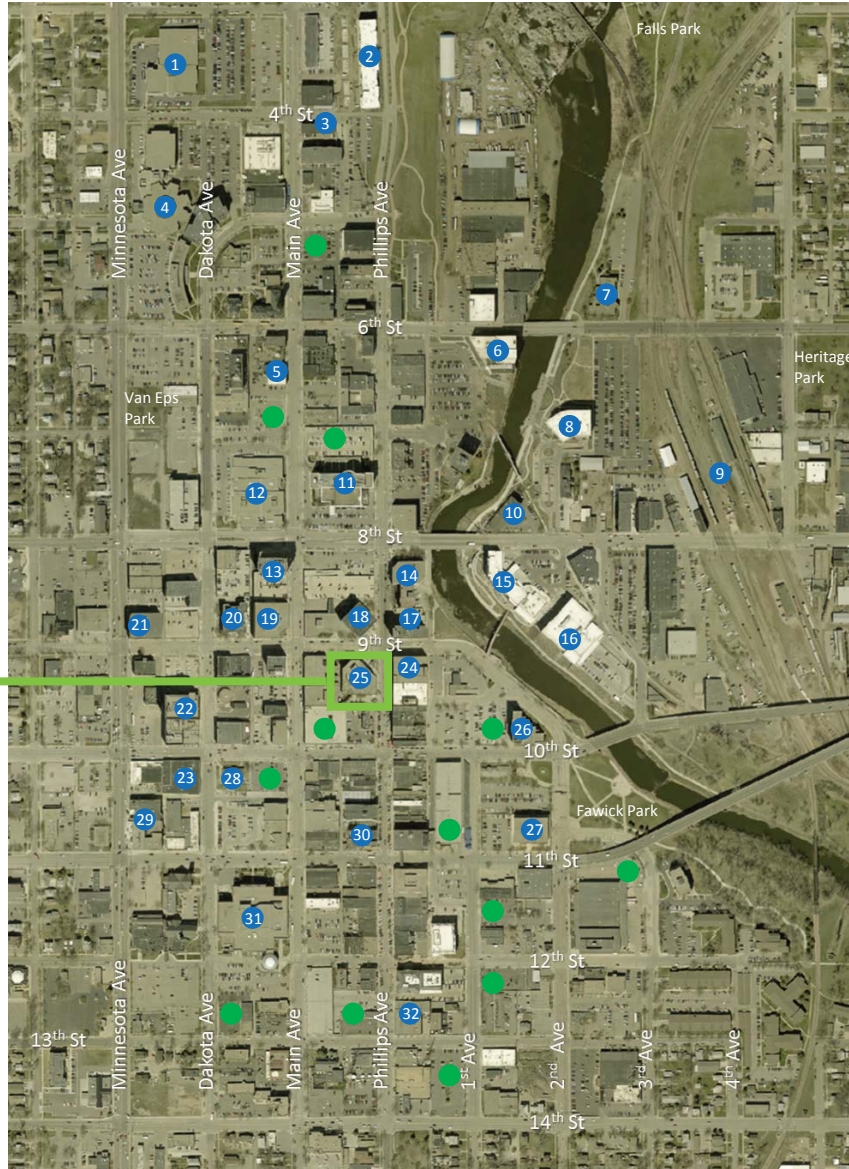 Falls Park
1
2
4th St
3
Minnesota Ave
Dakota Ave
Main Ave
Phillips Ave
4
7
6th St
6
5
Heritage
Park
Van Eps
Park
8
9
11
12
10
8th St
13
14
15
21
20
19
18
17
16
9th St
24
25
22
26
10th St
23
28
29
Fawick Park
30
27
11th St
31
12th St
Minnesota Ave
Dakota Ave
Main Ave
Phillips Ave
32
13th St
1st Ave
2nd Ave
3rd Ave
4th Ave
14th St